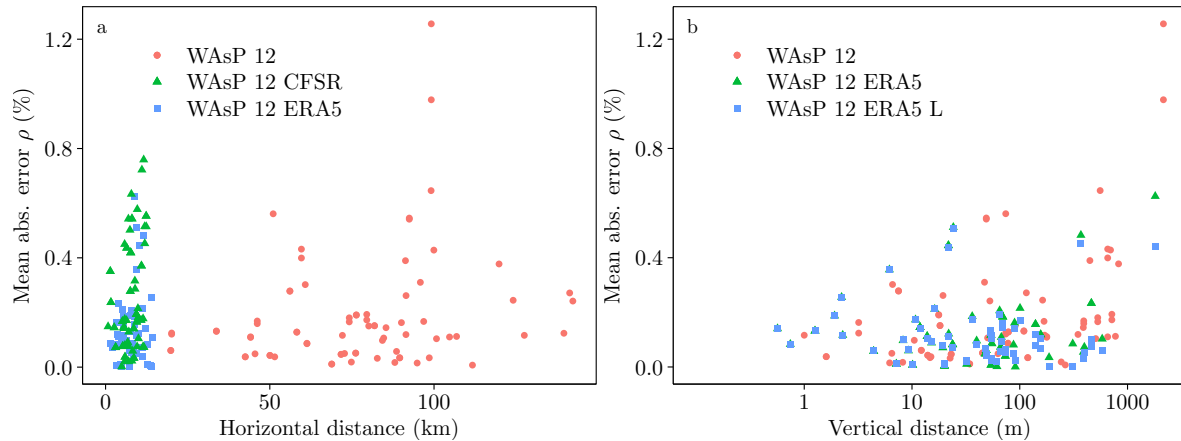 a
WAsP 12
WAsP 12 CFSR
WAsP 12 ERA5
Mean abs. error ρ (%)
1.2
0.8
0.4
0.0
0
50
100
Horizontal distance (km)
b
WAsP 12
WAsP 12 ERA5
WAsP 12 ERA5 L
Mean abs. error ρ (%)
1.2
0.8
0.4
0.0
1
10
100
1000
Vertical distance (m)